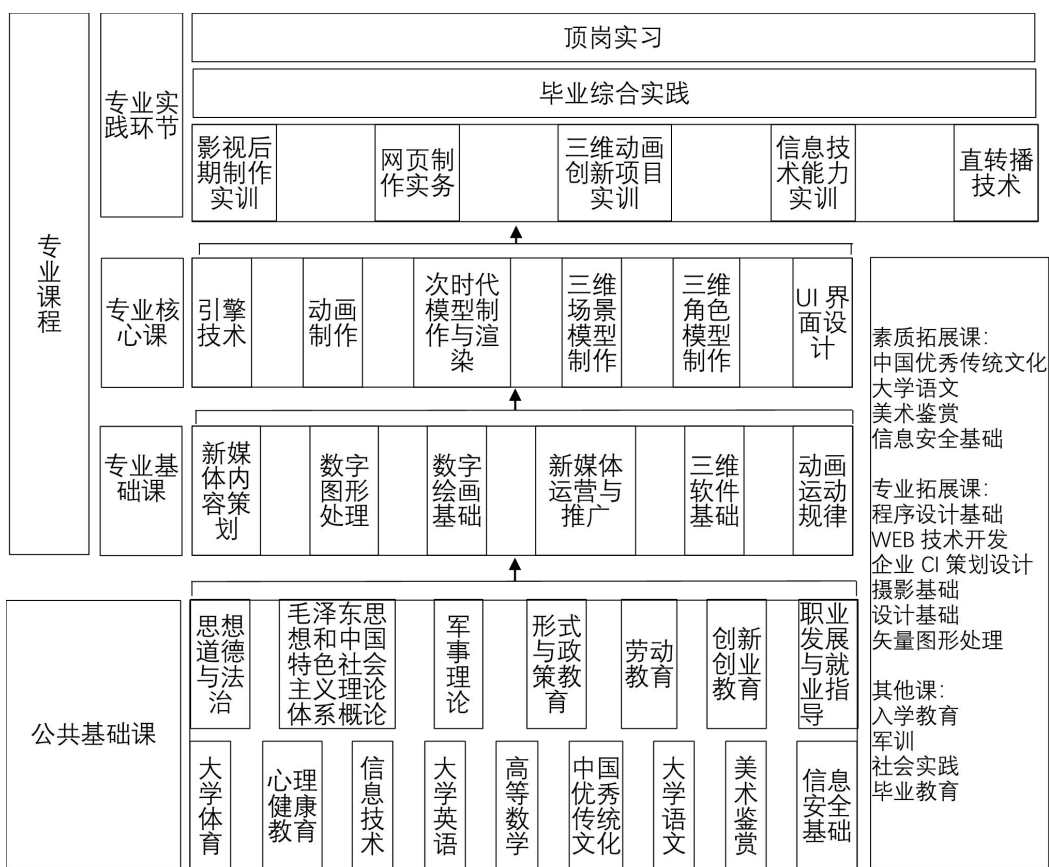 顶岗实习
毕业综合实践
专业实
践环节
影视后
期制作
实训
网页制
作实务
三维动画
创新项目
实训
信息技
术能力
实训
直转播
技术
专业课程
专业核
心课
引擎
技术
动画
制作
次时代
模型制
作与渲
染
三维
场景
模型
制作
三维
角色
模型
制作
UI 界
面设
计
专业基
础课
新媒
体内
容策
划
数字
图形
处理
数字
绘画
基础
新媒体
运营与
推广
三维
软件
基础
动画
运动
规律
公共基础课
思想
道德
与法
治
毛泽东思
想和中国
特色社会
主义理论
体系概论
军
事
理
论
形式
与政
策教
育
劳动
教育
创新
创业
教育
职业
发展
与就
业指
导
大
学
体
育
心理
健康
教育
信
息
技
术
大
学
英
语
高
等
数
学
中国
优秀
传统
文化
大
学
语
文
美
术
鉴
赏
信息
安全
基础
素质拓展课：
中国优秀传统文化
大学语文
美术鉴赏
信息安全基础
专业拓展课：
程序设计基础
WEB 技术开发
企业 CI 策划设计
摄影基础
设计基础
矢量图形处理
其他课：
入学教育
军训
社会实践
毕业教育